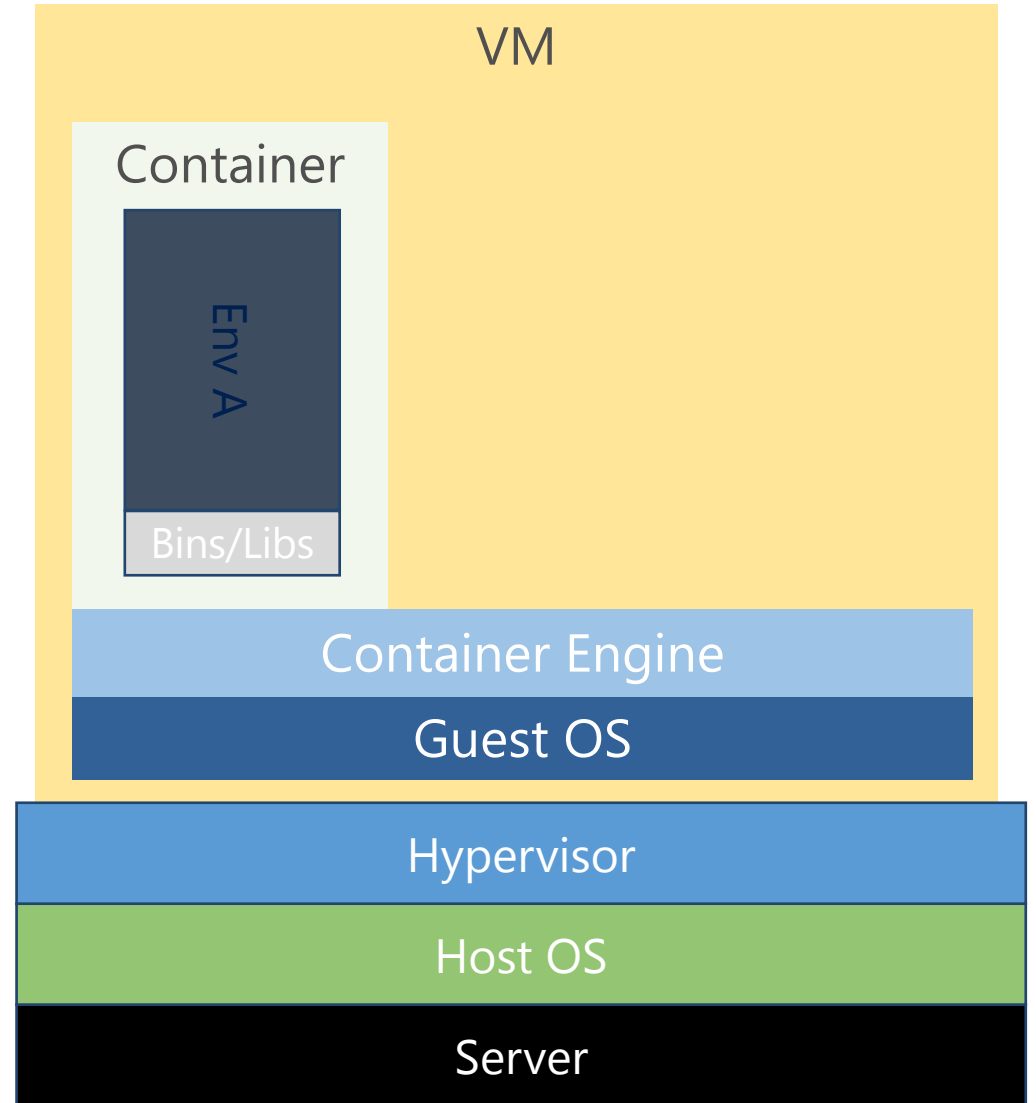 VM
Container
Env A
Bins/Libs
Container Engine
Guest OS
Hypervisor
Host OS
Server